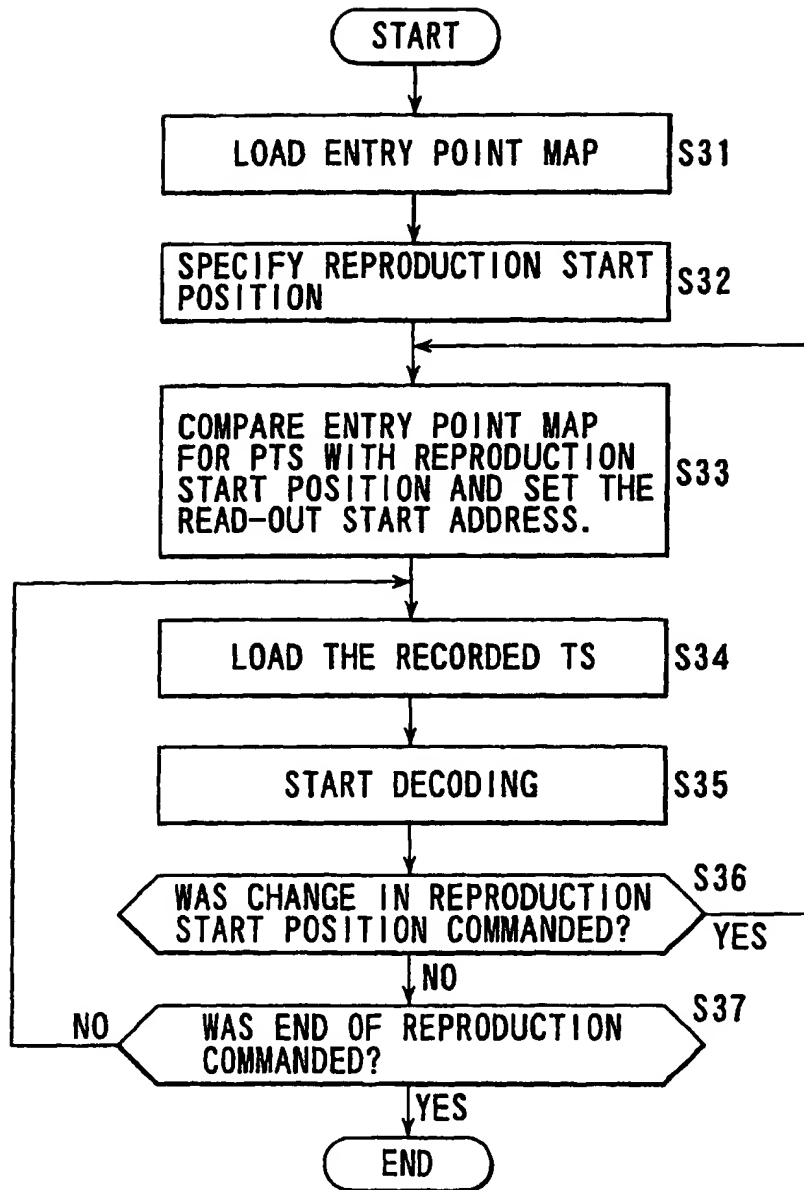 START
LOAD ENTRY POINT MAP
S31
SPECIFY REPRODUCTION START
POSITION
S32
COMPARE ENTRY POINT MAP
FOR PTS WITH REPRODUCTION
START POSITION AND SET THE
READ-OUT START ADDRESS.
S33
LOAD THE RECORDED TS
S34
START DECODING
S35
WAS CHANGE IN REPRODUCTION
START POSITION COMMANDED?
S36
YES
NO
WAS END OF REPRODUCTION
COMMANDED?
S37
NO
YES
END